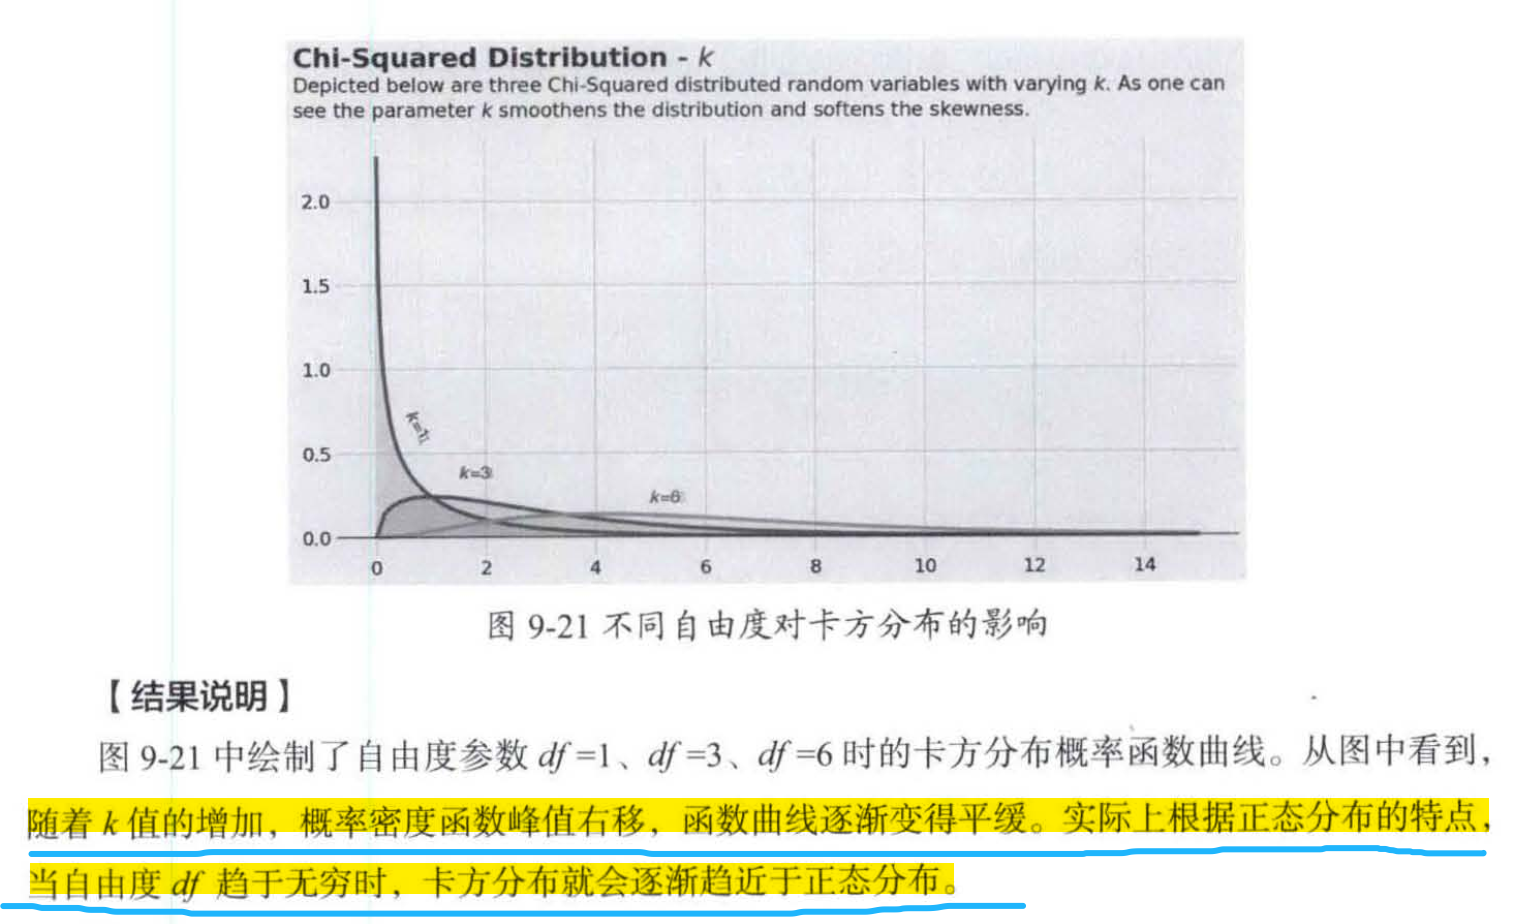 Chi-Squared Distribution - k
Depicted below are three Chi-Squared distributed random variables with varying k. As one can
see the parameter k smoothens the distribution and softens the skewness.
2.0
1.5
1.0
0.5
0.0
k=1
k=3
k=6
0 2 4 6 8 10 12 14
图 9-21 不同自由度对卡方分布的影响
【结果说明】
图 9-21 中绘制了自由度参数 df =1、df =3、df =6 时的卡方分布概率函数曲线。从图中看到，
随着 k 值的增加，概率密度函数峰值右移，函数曲线逐渐变得平缓。实际上根据正态分布的特点，
当自由度 df 趋于无穷时，卡方分布就会逐渐趋近于正态分布。